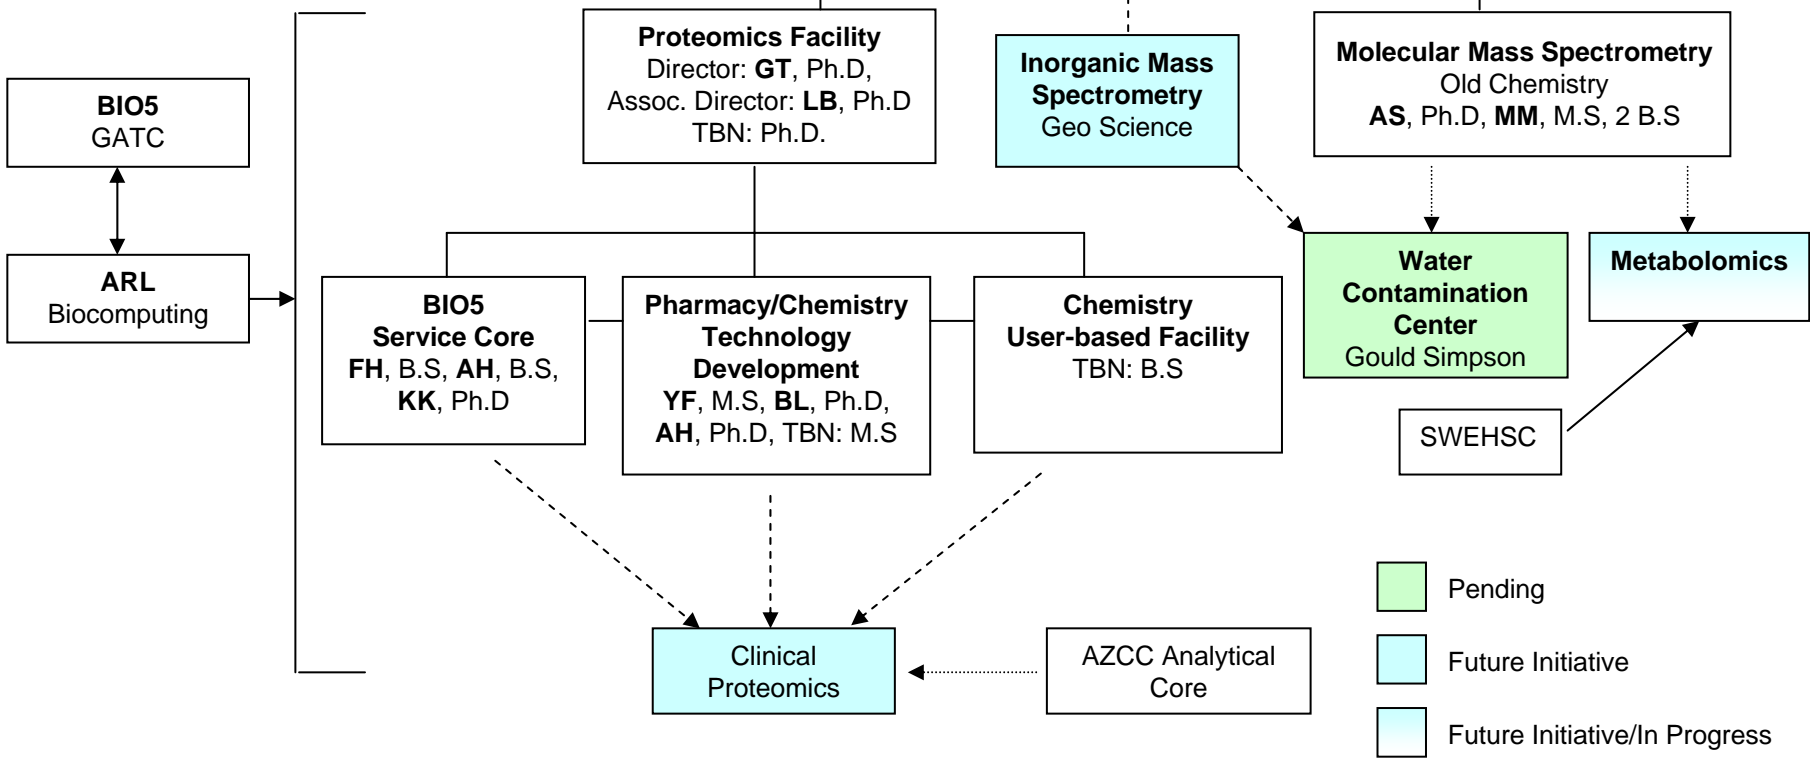 Proteomics Facility
Director: GT, Ph.D,
Assoc. Director: LB, Ph.D
TBN: Ph.D.
Inorganic Mass
Spectrometry
Geo Science
Molecular Mass Spectrometry
Old Chemistry
AS, Ph.D, MM, M.S, 2 B.S
BIO5
GATC
ARL
Biocomputing
BIO5
Service Core
FH, B.S, AH, B.S,
KK, Ph.D
Pharmacy/Chemistry
Technology
Development
YF, M.S, BL, Ph.D,
AH, Ph.D, TBN: M.S
Chemistry
User-based Facility
TBN: B.S
Water
Contamination
Center
Gould Simpson
Metabolomics
SWEHSC
Clinical
Proteomics
AZCC Analytical
Core
Pending
Future Initiative
Future Initiative/In Progress